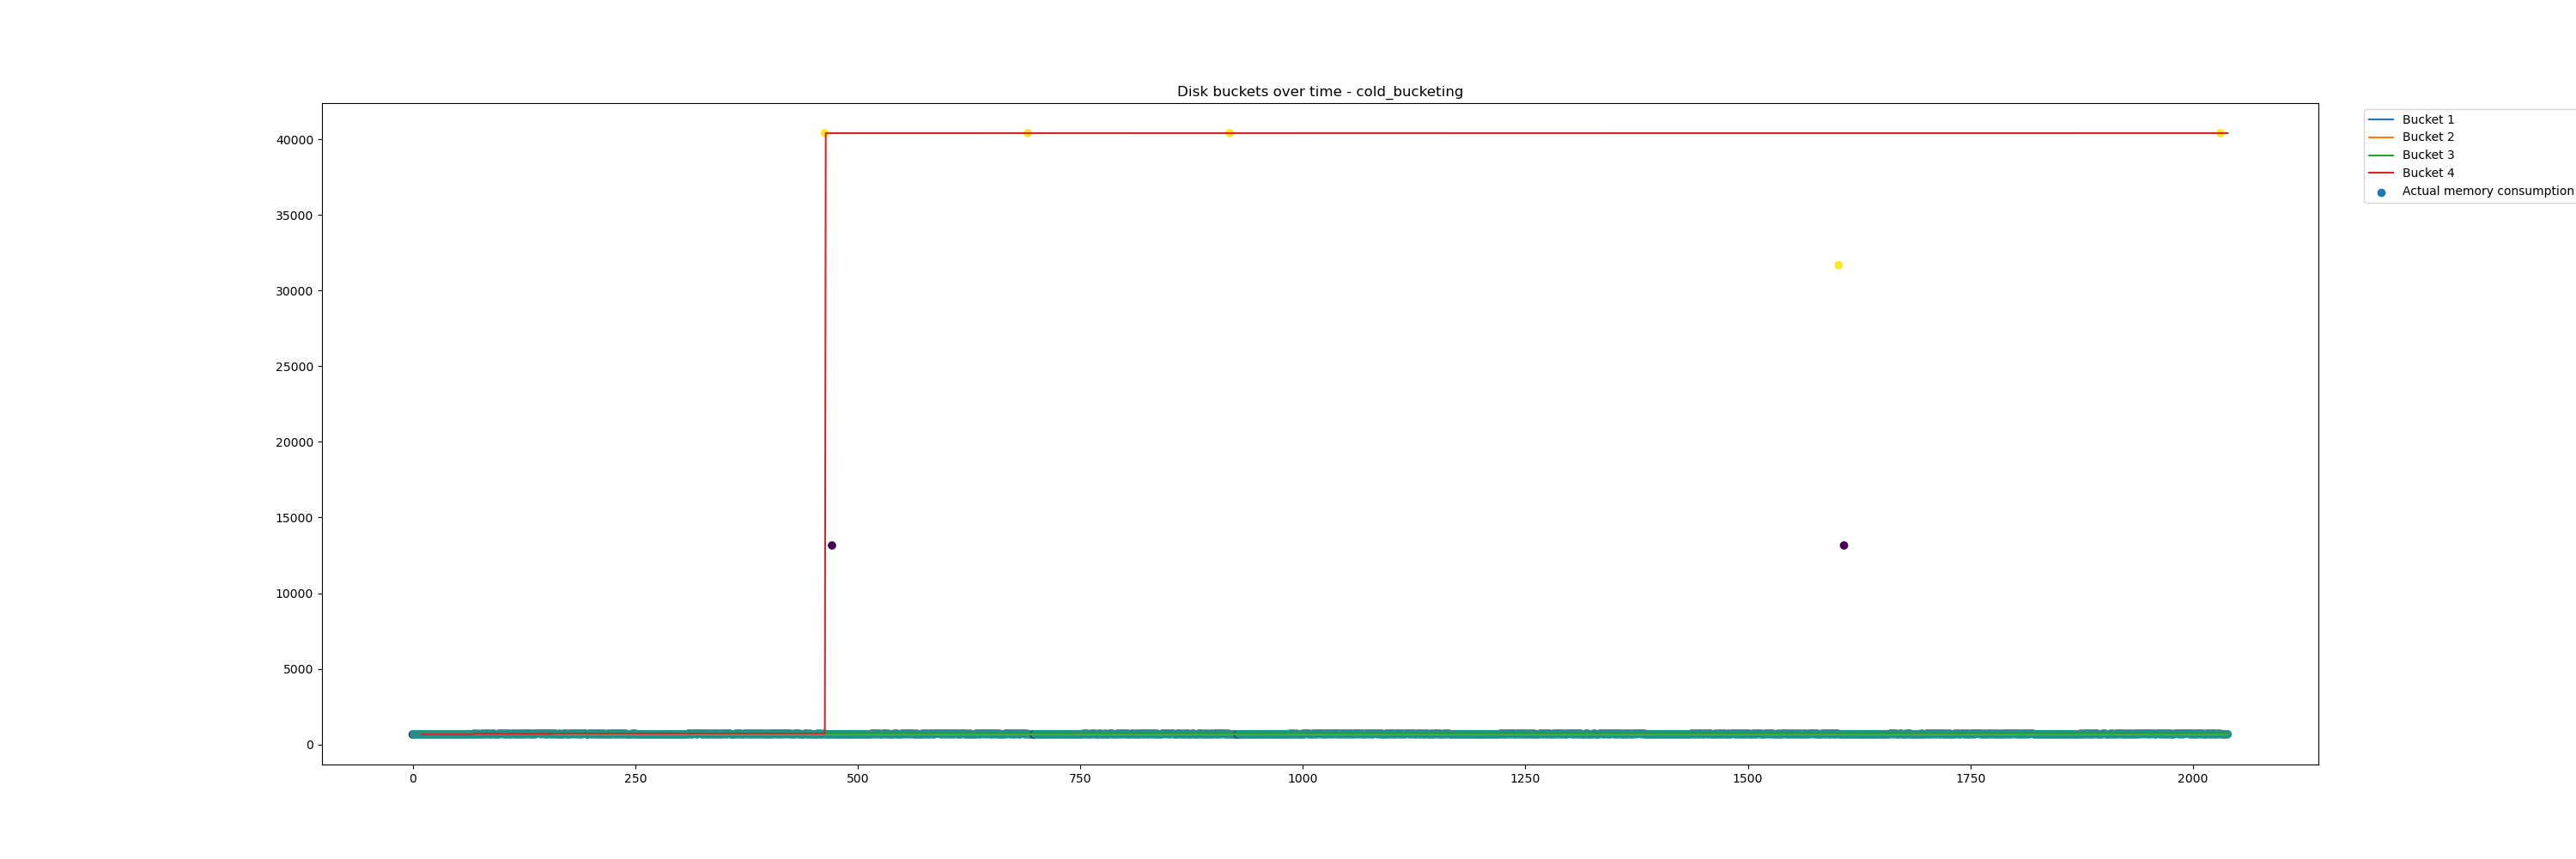 Disk buckets over time - cold_bucketing
40000
35000
30000
25000
20000
15000
10000
5000
0
0 250 500 750 1000 1250 1500 1750 2000
Bucket 1
Bucket 2
Bucket 3
Bucket 4
Actual memory consumption